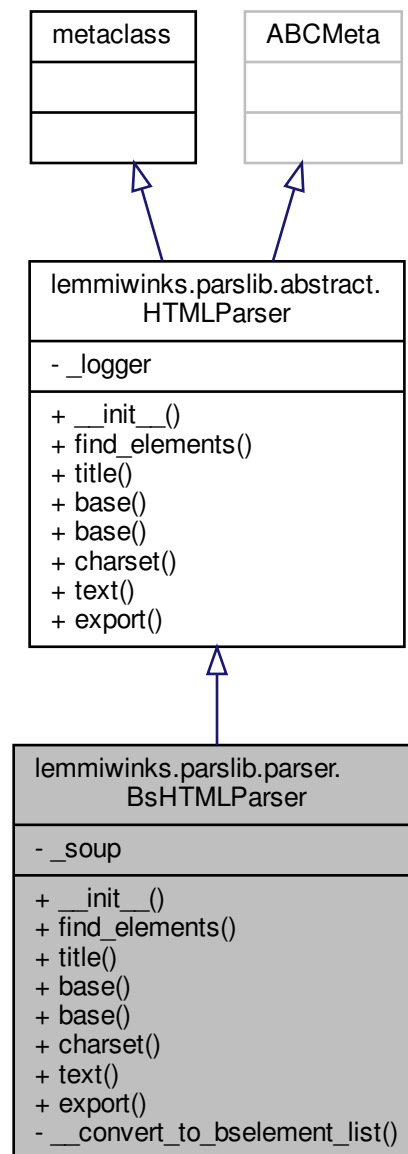 metaclass
ABCMeta
lemmiwinks.parslib.abstract.
HTMLParser
- _logger
+ __init__()
+ find_elements()
+ title()
+ base()
+ base()
+ charset()
+ text()
+ export()
lemmiwinks.parslib.parser.
BsHTMLParser
- _soup
+ __init__()
+ find_elements()
+ title()
+ base()
+ base()
+ charset()
+ text()
+ export()
- __convert_to_bselement_list()